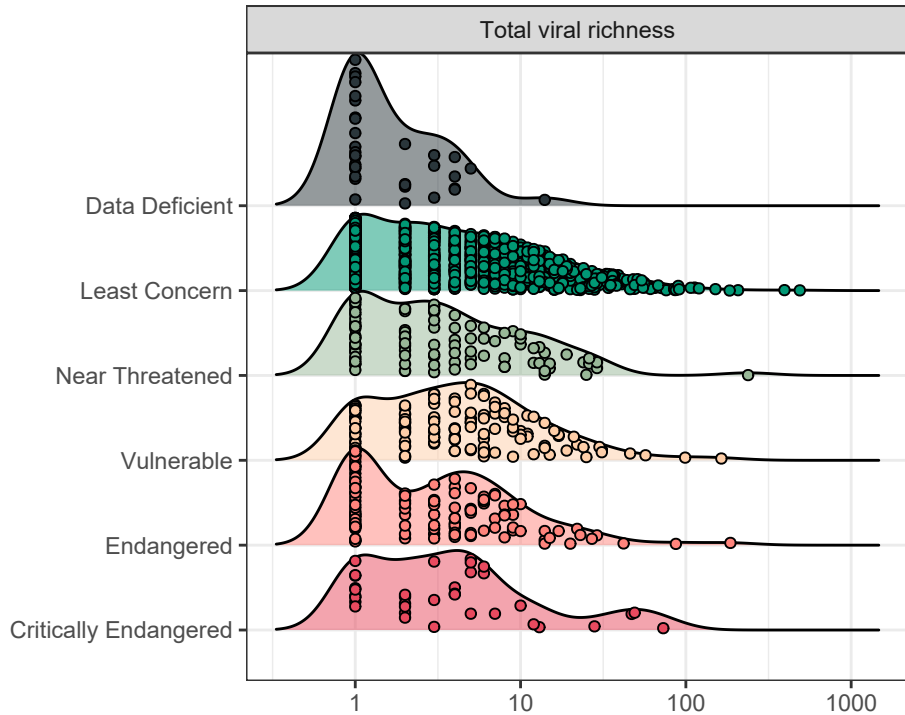 Total viral richness
Data Deficient
Least Concern
Near Threatened
Vulnerable
Endangered
Critically Endangered
1 10 100 1000